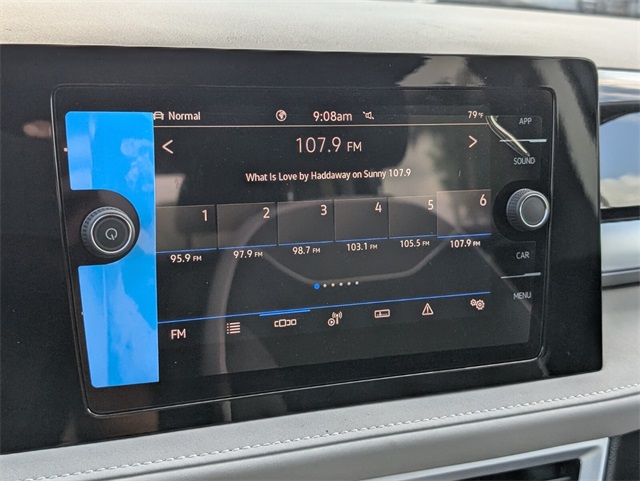 Normal 9:08am 79°F
APP
107.9 FM
SOUND
What Is Love by Haddaway on Sunny 107.9
1 2 3 4 5 6
95.9 FM 97.9 FM 98.7 FM 103.1 FM 105.5 FM 107.9 FM
CAR
MENU
FM